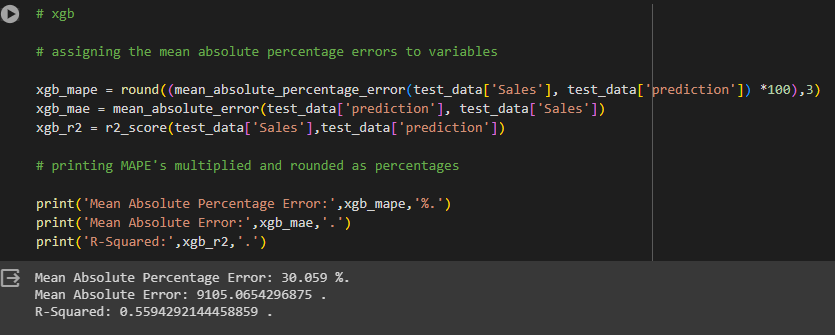 # xgb
# assigning the mean absolute percentage errors to variables
xgb_mape = round((mean_absolute_percentage_error(test_data['Sales'], test_data['prediction']) *100),3)
xgb_mae = mean_absolute_error(test_data['prediction'], test_data['Sales'])
xgb_r2 = r2_score(test_data['Sales'],test_data['prediction'])
# printing MAPE's multiplied and rounded as percentages
print('Mean Absolute Percentage Error:',xgb_mape,'%.')
print('Mean Absolute Error:',xgb_mae,'.')
print('R-Squared:',xgb_r2,'.')
Mean Absolute Percentage Error: 30.059 %.
Mean Absolute Error: 9105.0654296875 .
R-Squared: 0.5594292144458859 .